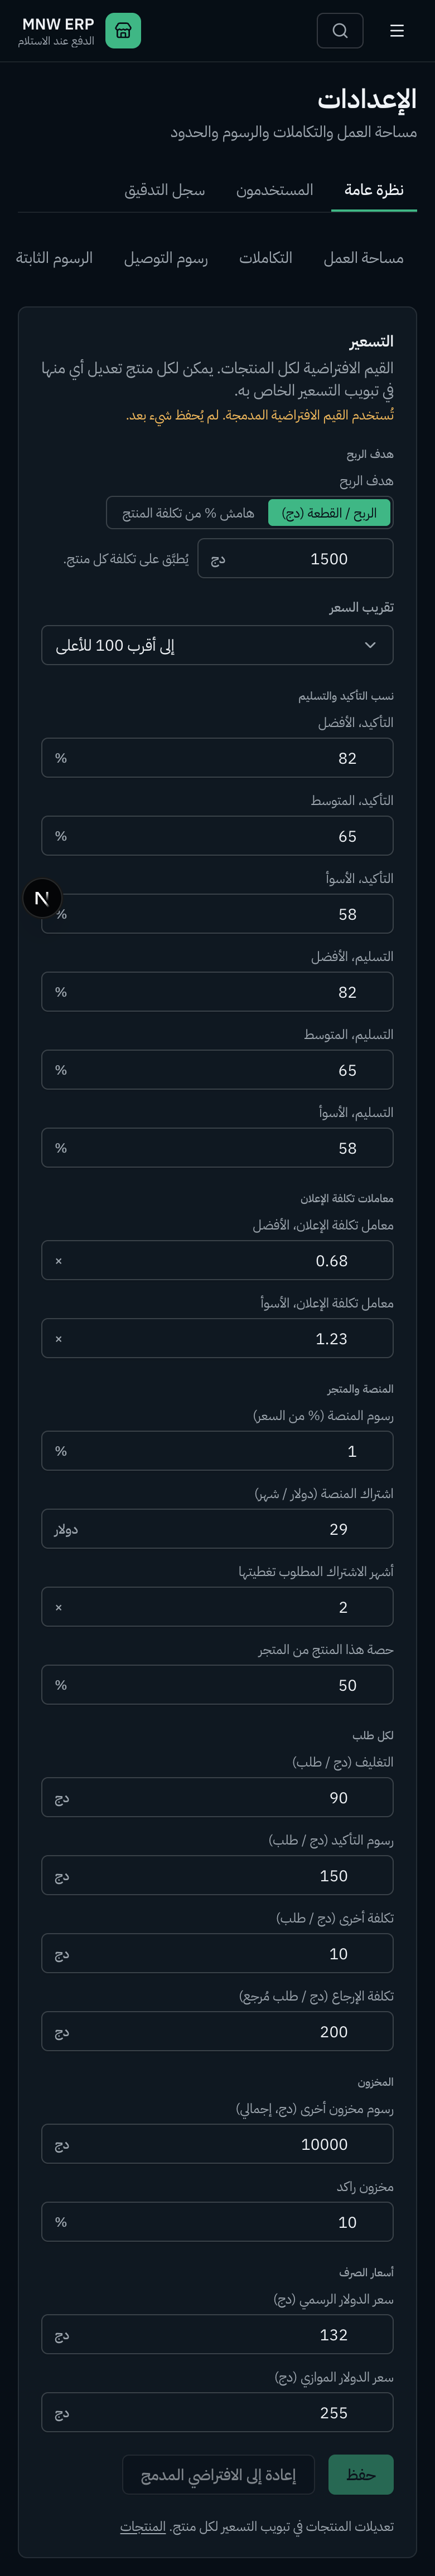 MNW ERP
الدفع عند الاستلام
الإعدادات
مساحة العمل والتكاملات والرسوم والحدود
نظرة عامة
المستخدمون
سجل التدقيق
مساحة العمل
التكاملات
رسوم التوصيل
الرسوم الثابتة
التسعير
القيم الافتراضية لكل المنتجات. يمكن لكل منتج تعديل أي منها
في تبويب التسعير الخاص به.
تُستخدم القيم الافتراضية المدمجة. لم يُحفظ شيء بعد.
هدف الربح
هدف الربح
الربح / القطعة (دج)
هامش % من تكلفة المنتج
1500 دج
يُطبَّق على تكلفة كل منتج.
تقريب السعر
إلى أقرب 100 للأعلى
نسب التأكيد والتسليم
التأكيد، الأفضل
82 %
التأكيد، المتوسط
65 %
التأكيد، الأسوأ
N
58 %
التسليم، الأفضل
82 %
التسليم، المتوسط
65 %
التسليم، الأسوأ
58 %
معاملات تكلفة الإعلان
معامل تكلفة الإعلان، الأفضل
0.68 ×
معامل تكلفة الإعلان، الأسوأ
1.23 ×
المنصة والمتجر
رسوم المنصة (% من السعر)
1 %
اشتراك المنصة (دولار / شهر)
29 دولار
أشهر الاشتراك المطلوب تغطيتها
2 ×
حصة هذا المنتج من المتجر
50 %
لكل طلب
التغليف (دج / طلب)
90 دج
رسوم التأكيد (دج / طلب)
150 دج
تكلفة أخرى (دج / طلب)
10 دج
تكلفة الإرجاع (دج / طلب مُرجع)
200 دج
المخزون
رسوم مخزون أخرى (دج، إجمالي)
10000 دج
مخزون راكد
10 %
أسعار الصرف
سعر الدولار الرسمي (دج)
132 دج
سعر الدولار الموازي (دج)
255 دج
حفظ
إعادة إلى الافتراضي المدمج
تعديلات المنتجات في تبويب التسعير لكل منتج. المنتجات